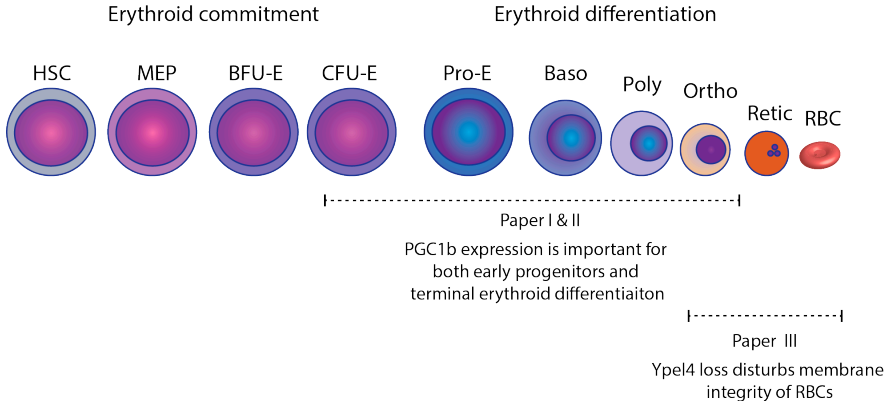 Erythroid commitment
Erythroid differentiation
HSC
MEP
BFU-E
CFU-E
Pro-E
Baso
Poly
Ortho
Retic
RBC
Paper I & II
PGC1b expression is important for
both early progenitors and
terminal erythroid differentiaiton
Paper III
Ypel4 loss disturbs membrane
integrity of RBCs